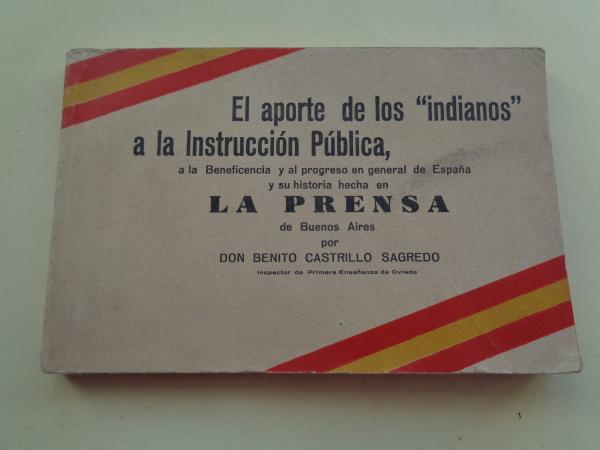 El aporte de los "indianos"
a la Instrucción Pública,
a la Beneficencia y al progreso en general de España
y su historia hecha en
LA PRENSA
de Buenos Aires
por
DON BENITO CASTRILLO SAGREDO
Inspector de Primera Enseñanza de Oviedo